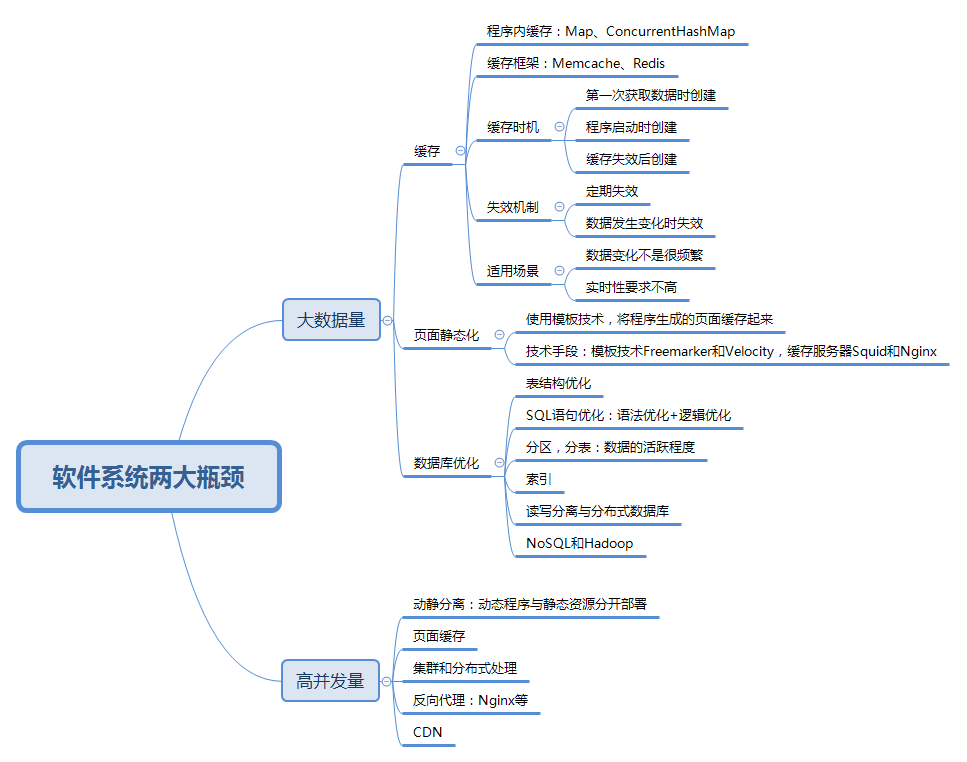 软件系统两大瓶颈
大数据量
缓存
程序内缓存：Map、ConcurrentHashMap
缓存框架：Memcache、Redis
缓存时机
第一次获取数据时创建
程序启动时创建
缓存失效后创建
失效机制
定期失效
数据发生变化时失效
适用场景
数据变化不是很频繁
实时性要求不高
页面静态化
使用模板技术，将程序生成的页面缓存起来
技术手段：模板技术Freemarker和Velocity，缓存服务器Squid和Nginx
数据库优化
表结构优化
SQL语句优化：语法优化+逻辑优化
分区，分表：数据的活跃程度
索引
读写分离与分布式数据库
NoSQL和Hadoop
高并发量
动静分离：动态程序与静态资源分开部署
页面缓存
集群和分布式处理
反向代理：Nginx等
CDN